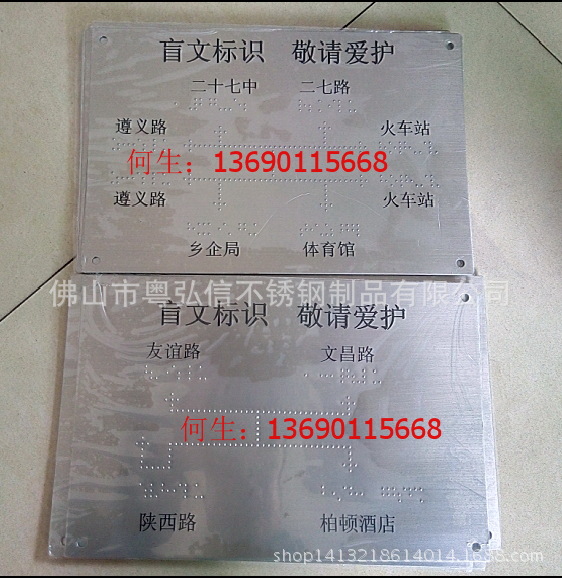 盲文标识 敬请爱护
二十七中 二七路
遵义路 火车站
何生：13690115668
遵义路 火车站
乡企局 体育馆
佛山市粤弘信不锈钢制品有限公司
盲文标识 敬请爱护
友谊路 文昌路
何生：13690115668
陕西路 柏顿酒店
shop1413218614014.1688.com